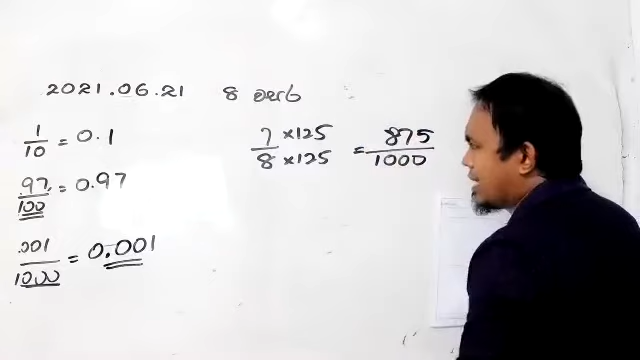 2021.06.21 8
1/10 = 0.1
97/100 = 0.97
.001/1000 = 0.001
7 ×125 / 8 ×125 = 875/1000